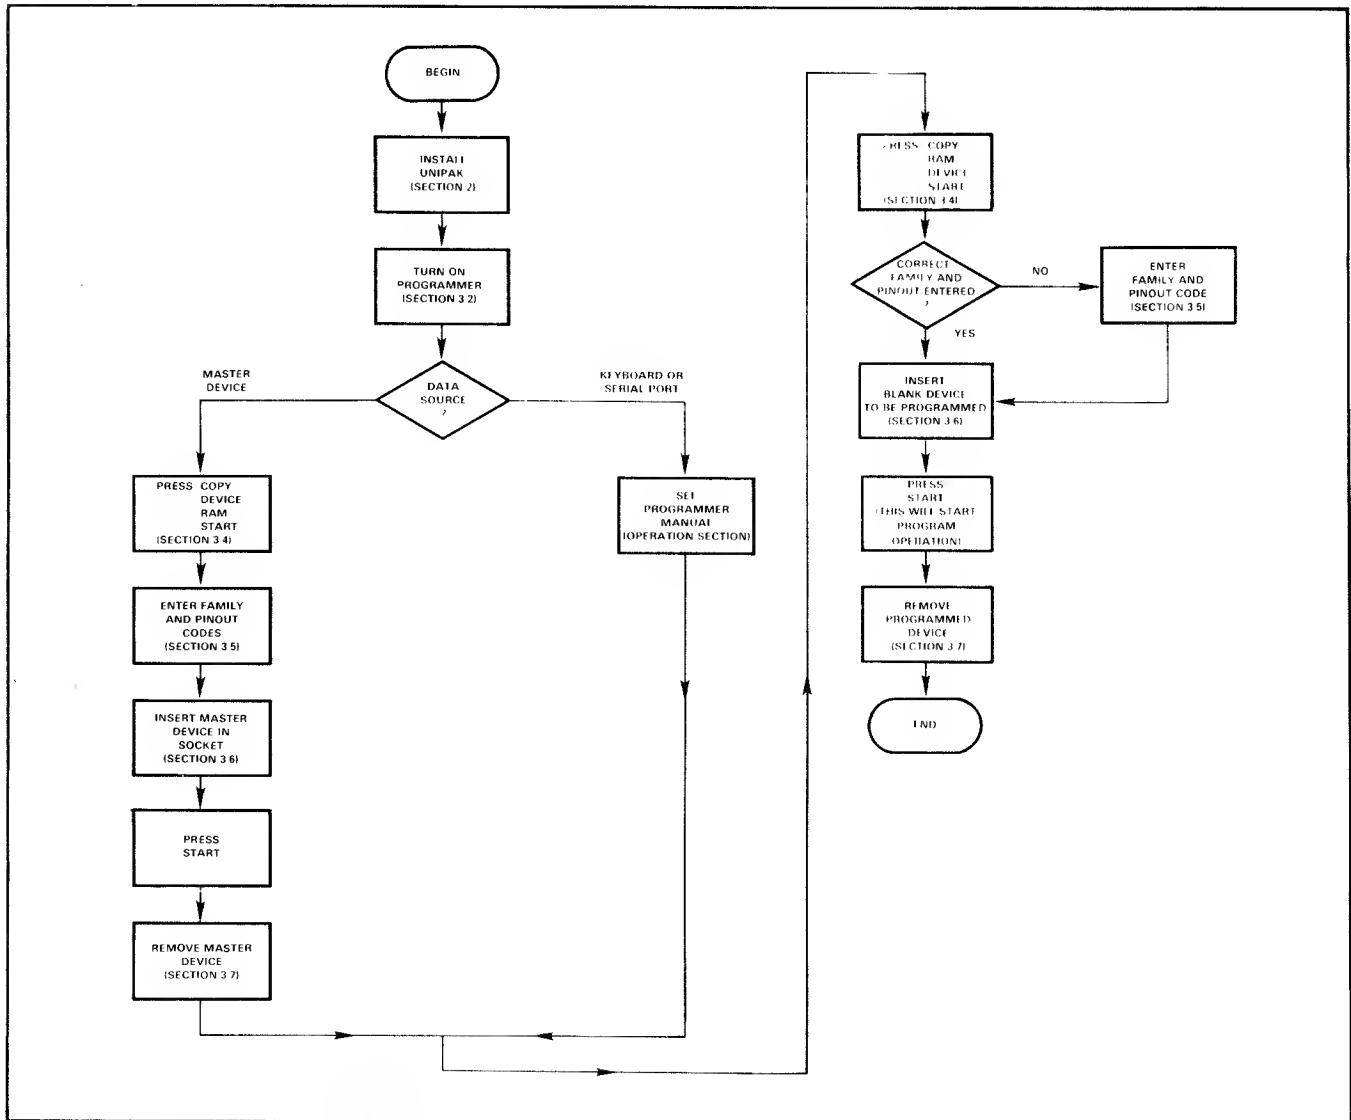 BEGIN
INSTALL
UNIPAK
(SECTION 2)
TURN ON
PROGRAMMER
(SECTION 3 2)
DATA
SOURCE
?
MASTER
DEVICE
KEYBOARD OR
SERIAL PORT
PRESS COPY
DEVICE
RAM
START
(SECTION 3 4)
ENTER FAMILY
AND PINOUT
CODES
(SECTION 3 5)
INSERT MASTER
DEVICE IN
SOCKET
(SECTION 3 6)
PRESS
START
REMOVE MASTER
DEVICE
(SECTION 3 7)
SEE
PROGRAMMER
MANUAL
(OPERATION SECTION)
PRESS COPY
RAM
DEVICE
START
(SECTION 3 4)
CORRECT
FAMILY AND
PINOUT ENTERED
?
NO
ENTER
FAMILY AND
PINOUT CODE
(SECTION 3 5)
YES
INSERT
BLANK DEVICE
TO BE PROGRAMMED
(SECTION 3 6)
PRESS
START
(THIS WILL START
PROGRAM
OPERATION)
REMOVE
PROGRAMMED
DEVICE
(SECTION 3 7)
END